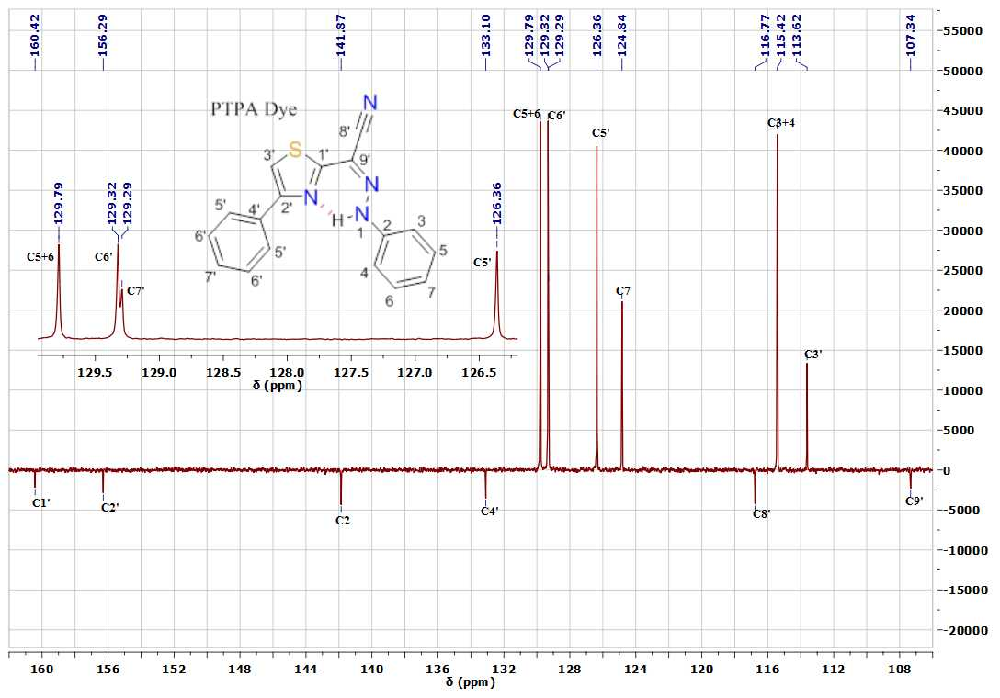 160.42
156.29
141.87
133.10
129.79
129.32
129.29
126.36
124.84
116.77
115.42
113.62
107.34
PTPA Dye
N
8'
S
3'
1'
9'
N
N
2'
H
N
1
2
3
4
5
6
7
4'
5'
6'
7'
6'
5'
129.79
129.32
129.29
126.36
C5+6
C6'
C7'
C5'
129.5 129.0 128.5 128.0 127.5 127.0 126.5
δ (ppm)
C5+6
C6'
C5'
C7
C3+4
C3'
C1'
C2'
C2
C4'
C8'
C9'
55000
50000
45000
40000
35000
30000
25000
20000
15000
10000
5000
0
-5000
-10000
-15000
-20000
160 156 152 148 144 140 136 132 128 124 120 116 112 108
δ (ppm)